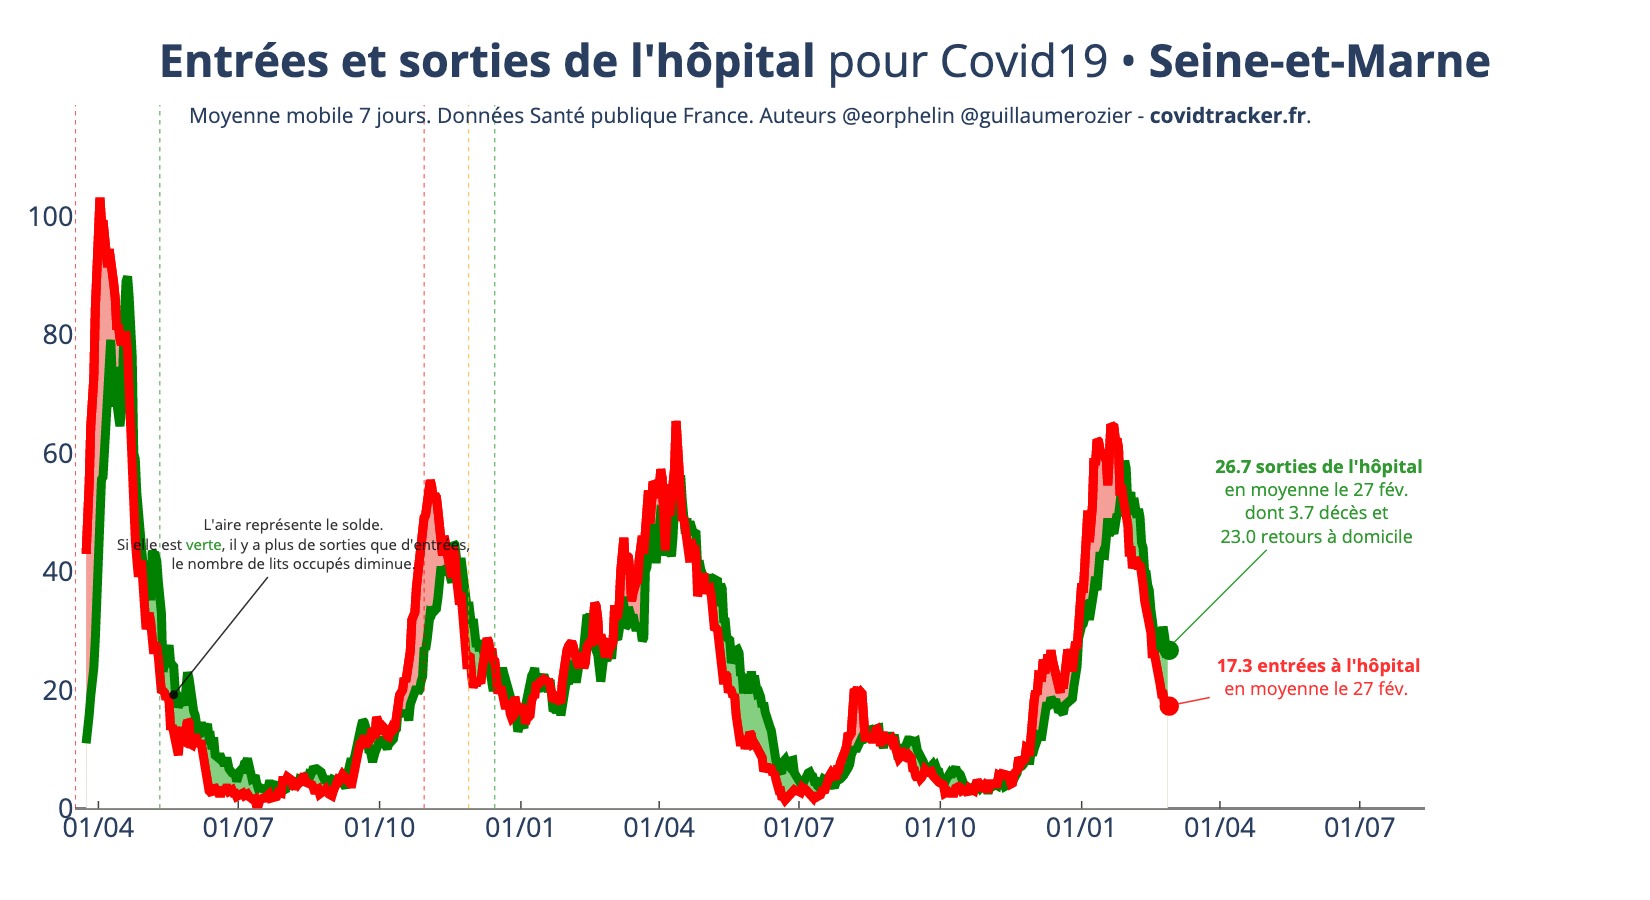 Entrées et sorties de l'hôpital pour Covid19 • Seine-et-Marne
Moyenne mobile 7 jours. Données Santé publique France. Auteurs @eorphelin @guillaumerozier - covidtracker.fr.
100
80
60
40
20
0
26.7 sorties de l'hôpital
en moyenne le 27 fév.
dont 3.7 décès et
23.0 retours à domicile
L'aire représente le solde.
Si elle est verte, il y a plus de sorties que d'entrées,
le nombre de lits occupés diminue.
17.3 entrées à l'hôpital
en moyenne le 27 fév.
01/04 01/07 01/10 01/01 01/04 01/07 01/10 01/01 01/04 01/07